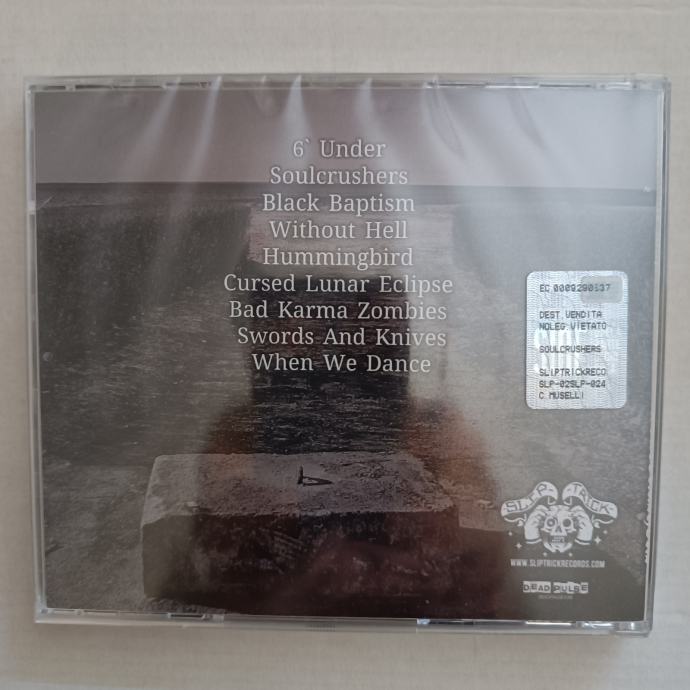 6` Under
Soulcrushers
Black Baptism
Without Hell
Hummingbird
Cursed Lunar Eclipse
Bad Karma Zombies
Swords And Knives
When We Dance
EC 0009290637
DEST.VENDITA
NOLEG.VIETATO
SOULCRUSHERS
SLIPTRICKRECO
SLP-02SLP-024
C.MUSELLI
SLIP-TRICK-
WWW.SLIPTRICKRECORDS.COM
DEAD PULSE